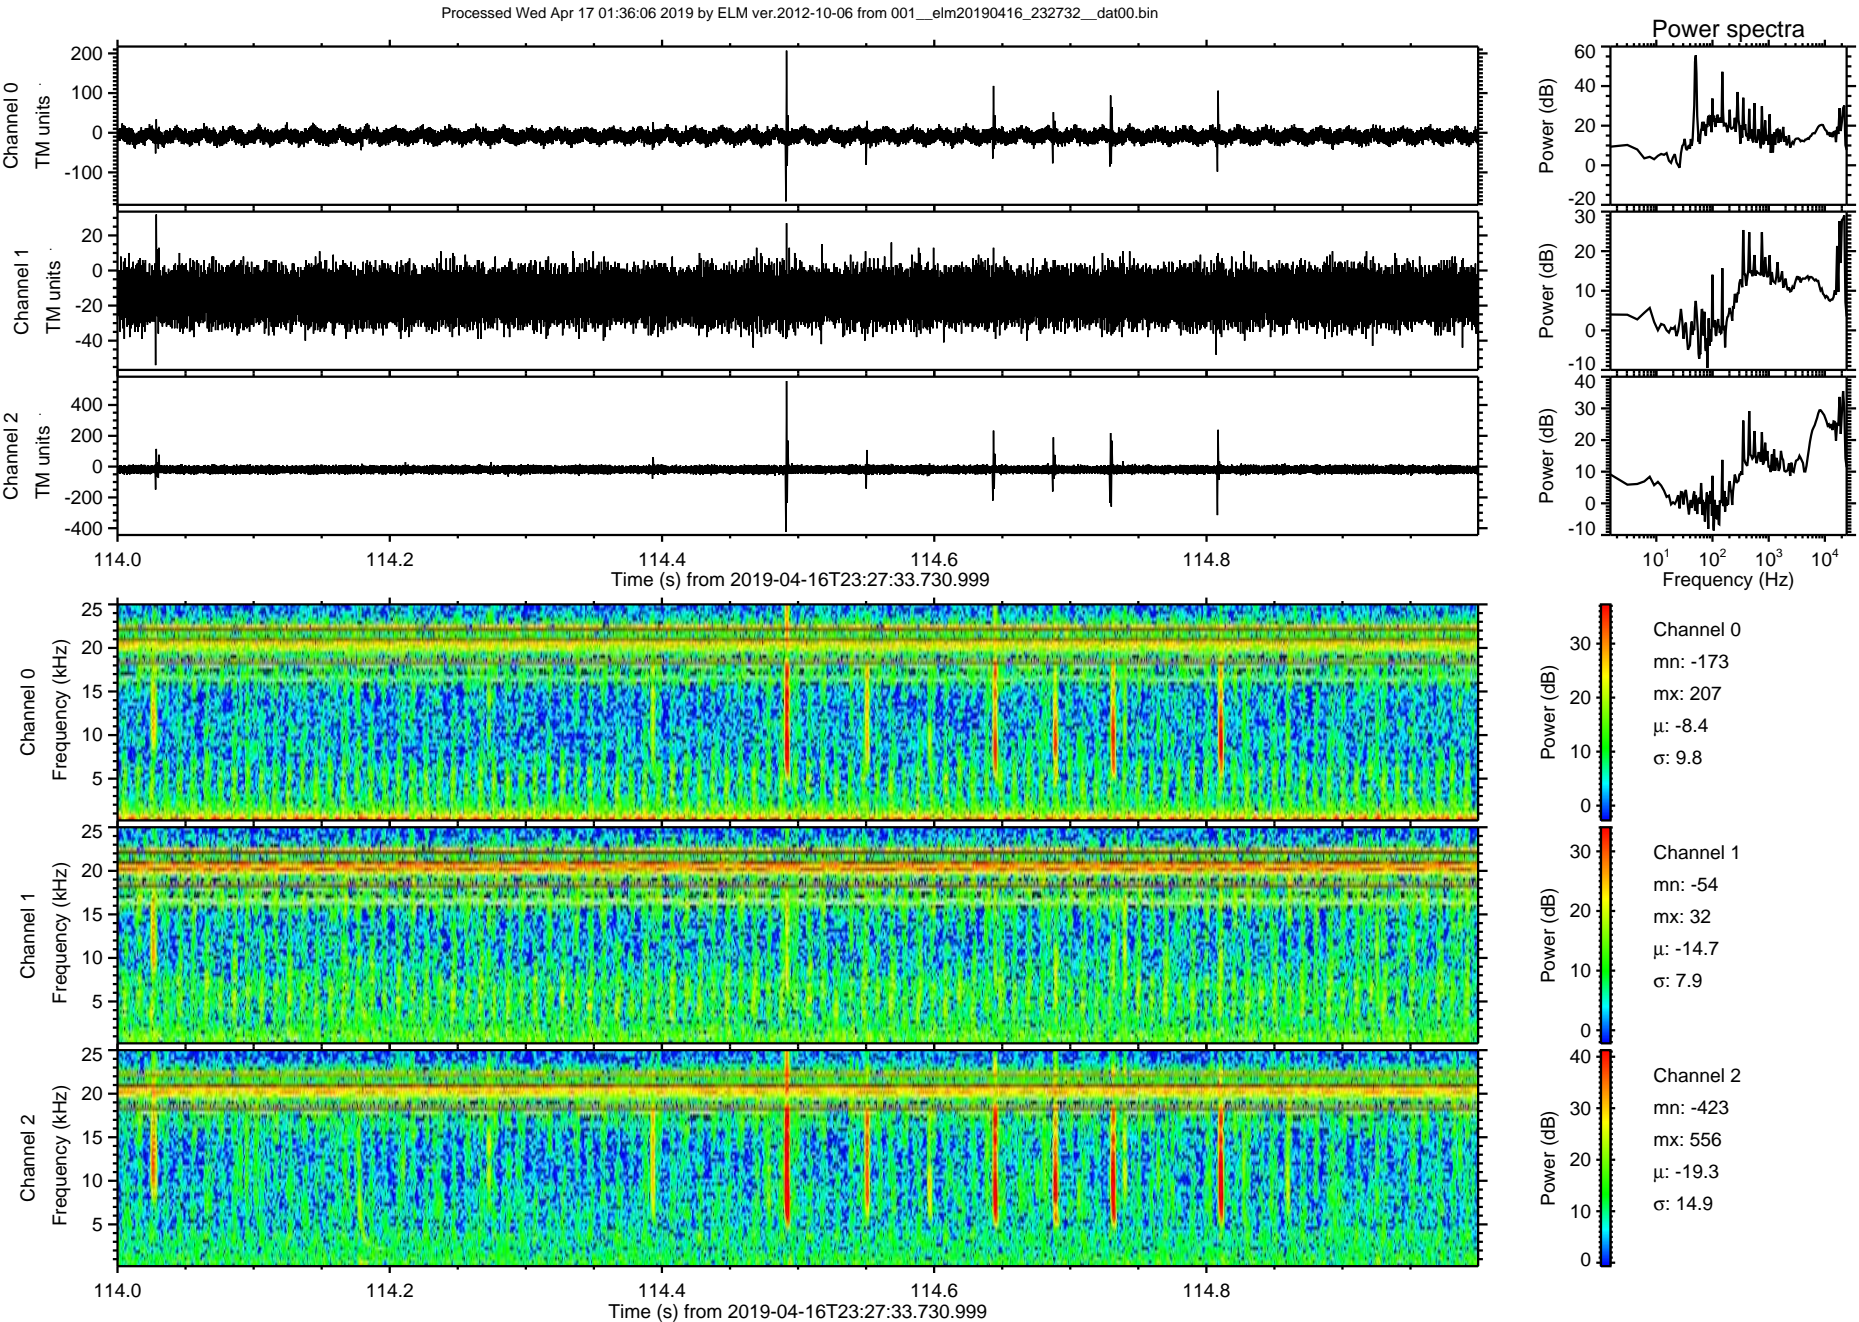 Processed Wed Apr 17 01:36:06 2019 by ELM ver.2012-10-06 from 001__elm20190416_232732__dat00.bin
Power spectra
Channel 0
TM units
200
100
0
-100
Power (dB)
60
40
20
0
-20
Channel 1
TM units
20
0
-20
-40
Power (dB)
30
20
10
0
-10
Channel 2
TM units
400
200
0
-200
-400
Power (dB)
40
30
20
10
0
-10
114.0 114.2 114.4 114.6 114.8
Time (s) from 2019-04-16T23:27:33.730.999
10¹ 10² 10³ 10⁴
Frequency (Hz)
Channel 0
Frequency (kHz)
25
20
15
10
5
Power (dB)
30
20
10
0
Channel 0
mn: -173
mx: 207
μ: -8.4
σ: 9.8
Channel 1
Frequency (kHz)
25
20
15
10
5
Power (dB)
30
20
10
0
Channel 1
mn: -54
mx: 32
μ: -14.7
σ: 7.9
Channel 2
Frequency (kHz)
25
20
15
10
5
Power (dB)
40
30
20
10
0
Channel 2
mn: -423
mx: 556
μ: -19.3
σ: 14.9
114.0 114.2 114.4 114.6 114.8
Time (s) from 2019-04-16T23:27:33.730.999